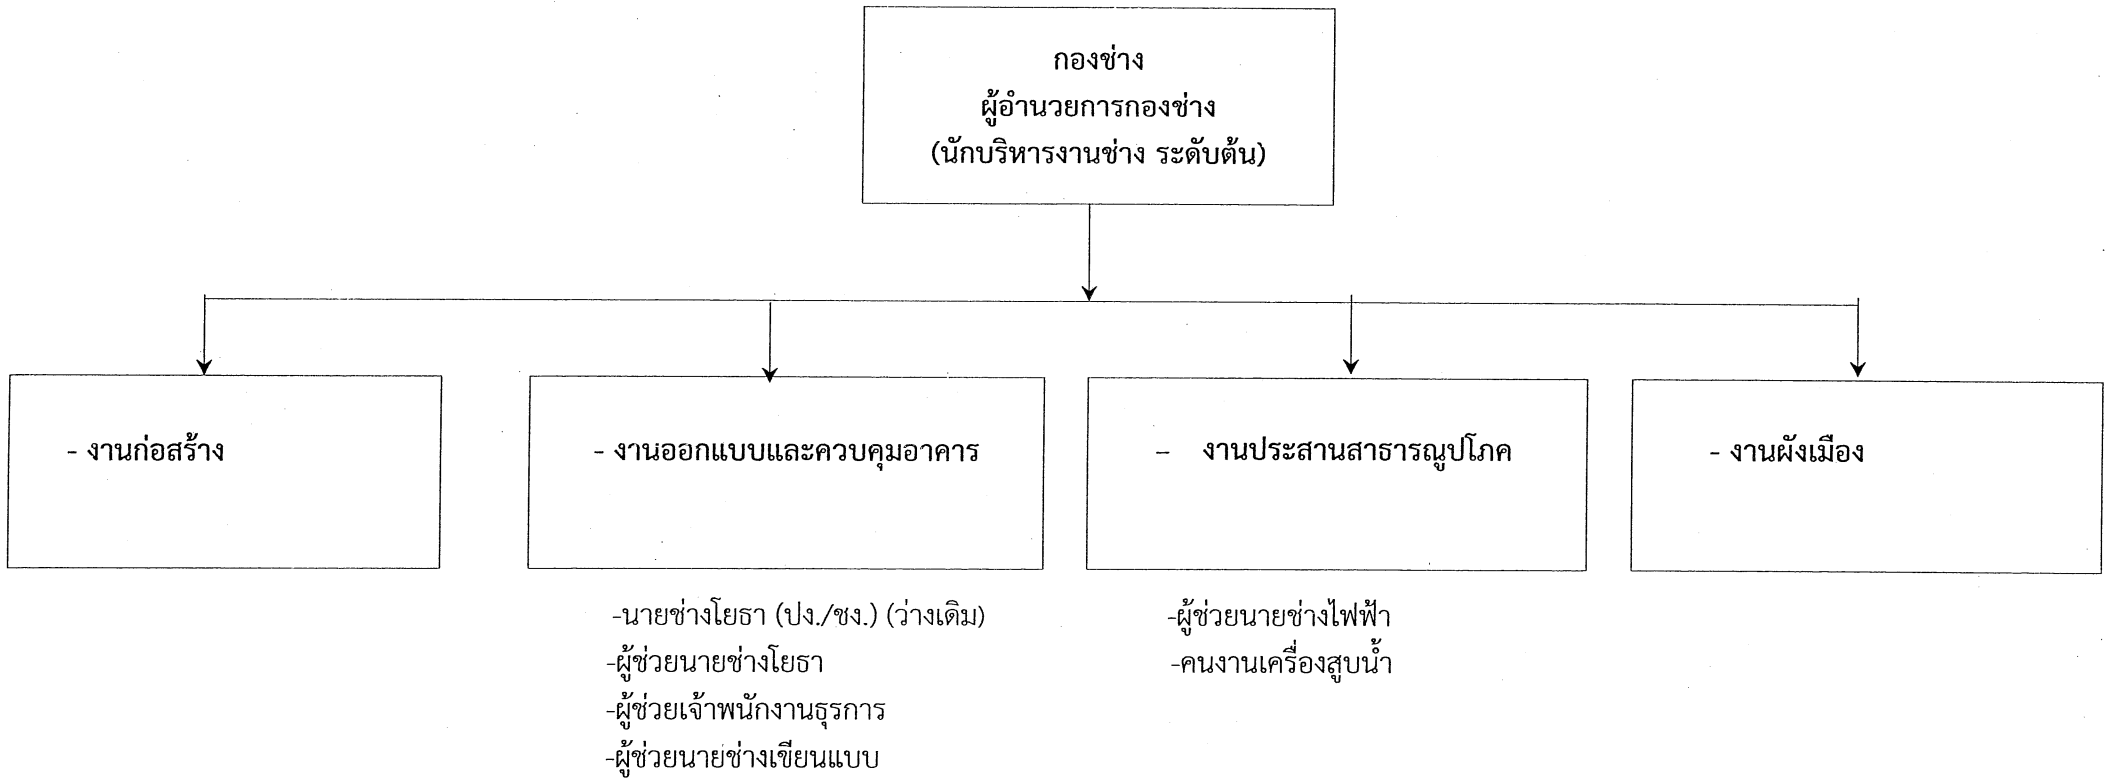 กองช่าง
ผู้อำนวยการกองช่าง
(นักบริหารงานช่าง ระดับต้น)
- งานก่อสร้าง
- งานออกแบบและควบคุมอาคาร
- งานประสานสาธารณูปโภค
- งานผังเมือง
-นายช่างโยธา (ปง./ชง.) (ว่างเดิม)
-ผู้ช่วยนายช่างโยธา
-ผู้ช่วยเจ้าพนักงานธุรการ
-ผู้ช่วยนายช่างเขียนแบบ
-ผู้ช่วยนายช่างไฟฟ้า
-คนงานเครื่องสูบน้ำ